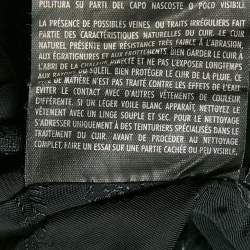 PULITURA SU PARTI DEL CAPO NASCOSTE O POCO VISIBILE
LA PRÉSENCE DE POSSIBLES VEINES, OU TRAITS IRRÉGULIERS FAIT
PARTIE DES CARACTÉRISTIQUES NATURELLES DU CUIR. LE CUIR
NATUREL PRÉSENTE UNE RÉSISTANCE TRÈS FAIBLE À L'ABRASION,
AUX ÉGRATIGNURES ET AUX FROTTEMENTS, BIEN GARDER LE CUIR À
L'ABRI DE LA CHALEUR DIRECTE ET NE PAS L'EXPOSER LONGTEMPS
AUX RAYONS DU SOLEIL. BIEN PROTÉGER LE CUIR DE LA PLUIE. CE
TYPE DE MATIÈRE N'EST PAS TRAITÉ CONTRE LES EFFETS DE L'EAU.
EVITER LE CONTACT AVEC D'AUTRES VÊTEMENTS DE COULEUR
DIFFÉRENTE. SI UN LÉGER VOILE BLANC APPARAÎT, NETTOYEZ LE
VÊTEMENT AVEC UN LINGE SOUPLE ET SEC. POUR LE NETTOYAGE
S'ADRESSER UNIQUEMENT À DES TEINTURIERS SPÉCIALISÉS DANS LE
TRAITEMENT DU CUIR. AVANT DE PROCÉDER AU NETTOYAGE
COMPLET, FAIRE UN ESSAI SUR UNE PARTIE CACHÉE OU PEU VISIBLE.